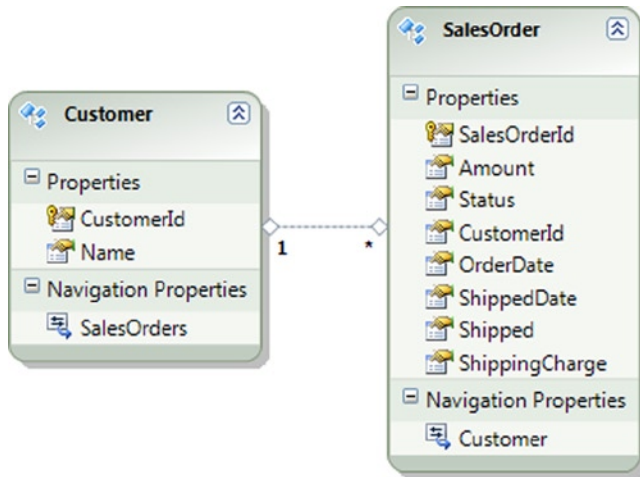 Customer
Properties
CustomerId
Name
Navigation Properties
SalesOrders
1
*
SalesOrder
Properties
SalesOrderId
Amount
Status
CustomerId
OrderDate
ShippedDate
Shipped
ShippingCharge
Navigation Properties
Customer